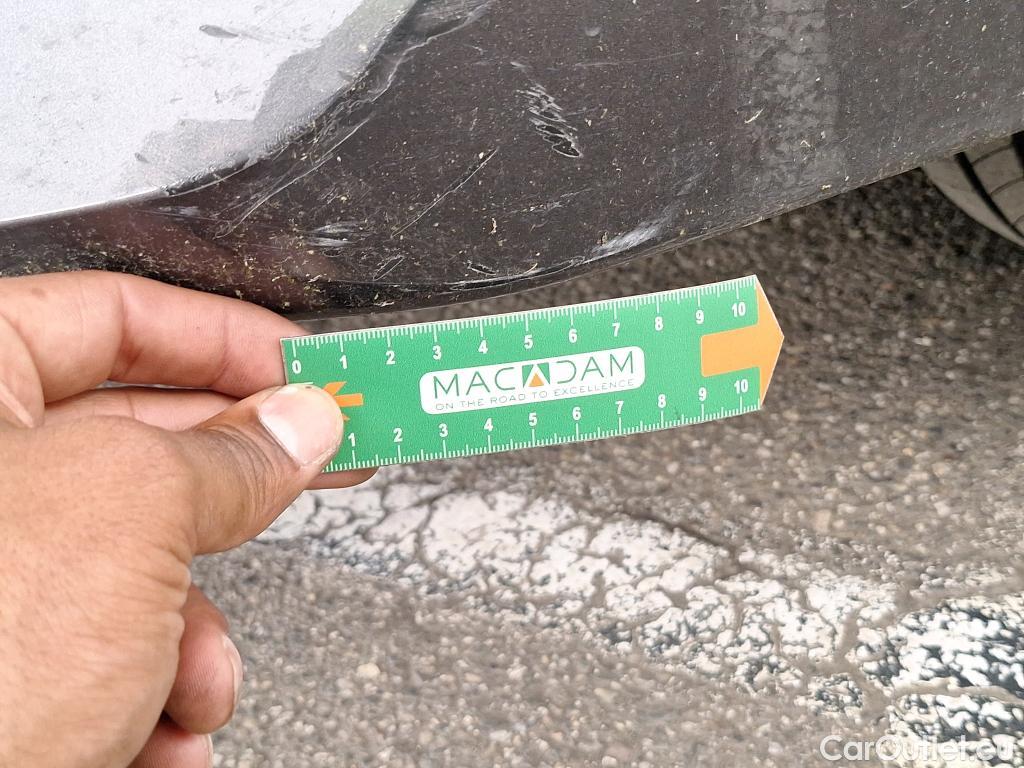 0 1 2 3 4 5 6 7 8 9 10
MACADAM
ON THE ROAD TO EXCELLENCE
1 2 3 4 5 6 7 8 9 10
CarOutlet.eu